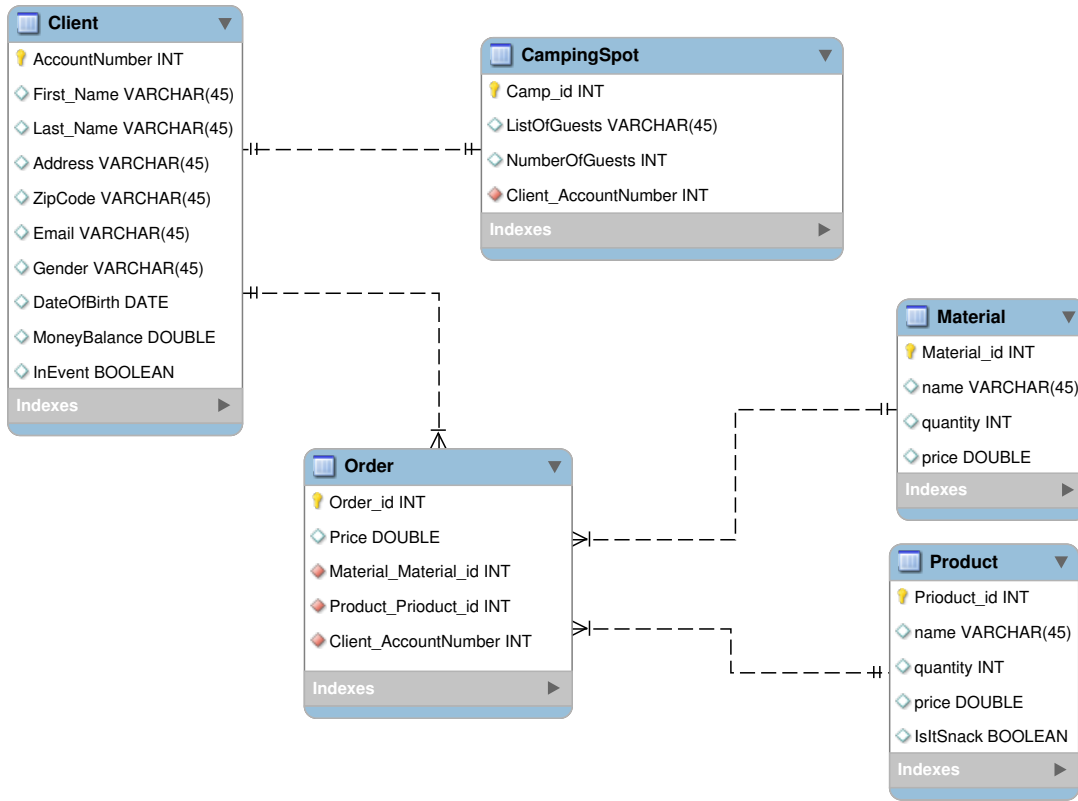 Client
AccountNumber INT
First_Name VARCHAR(45)
Last_Name VARCHAR(45)
Address VARCHAR(45)
ZipCode VARCHAR(45)
Email VARCHAR(45)
Gender VARCHAR(45)
DateOfBirth DATE
MoneyBalance DOUBLE
InEvent BOOLEAN
Indexes
CampingSpot
Camp_id INT
ListOfGuests VARCHAR(45)
NumberOfGuests INT
Client_AccountNumber INT
Indexes
Order
Order_id INT
Price DOUBLE
Material_Material_id INT
Product_Prioduct_id INT
Client_AccountNumber INT
Indexes
Material
Material_id INT
name VARCHAR(45)
quantity INT
price DOUBLE
Indexes
Product
Prioduct_id INT
name VARCHAR(45)
quantity INT
price DOUBLE
IsItSnack BOOLEAN
Indexes